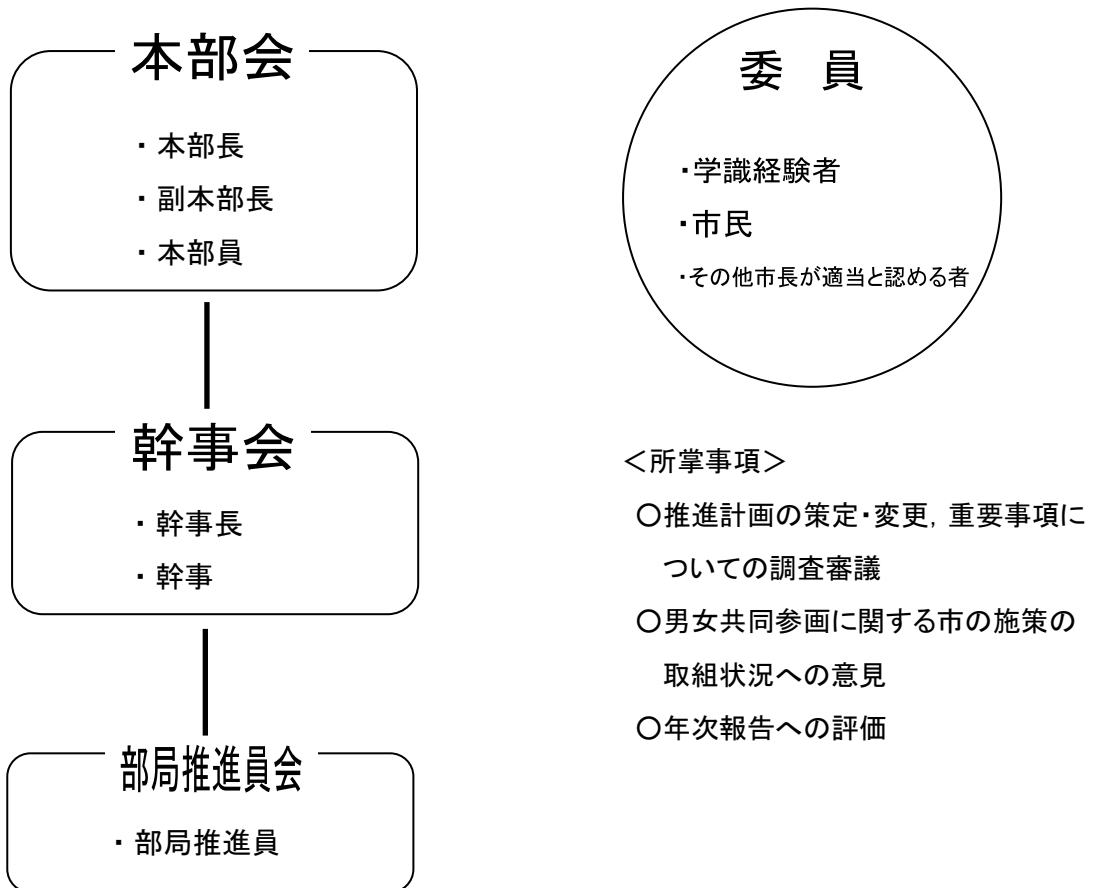 本部会
・ 本部長
・ 副本部長
・ 本部員
幹事会
・ 幹事長
・ 幹事
部局推進員会
・ 部局推進員
委　員
・学識経験者
・市民
・その他市長が適当と認める者
＜所掌事項＞
○推進計画の策定・変更，重要事項に
ついての調査審議
○男女共同参画に関する市の施策の
取組状況への意見
○年次報告への評価